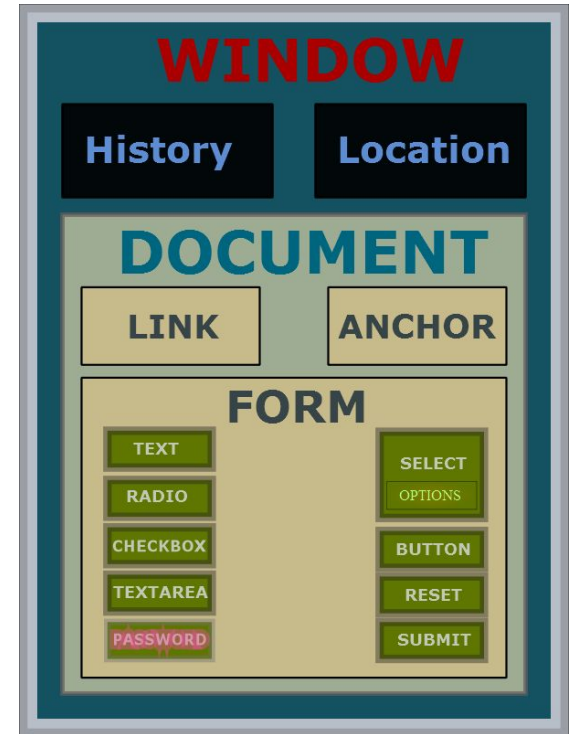 WINDOW
History
Location
DOCUMENT
LINK
ANCHOR
FORM
TEXT
RADIO
CHECKBOX
TEXTAREA
PASSWORD
SELECT
OPTIONS
BUTTON
RESET
SUBMIT